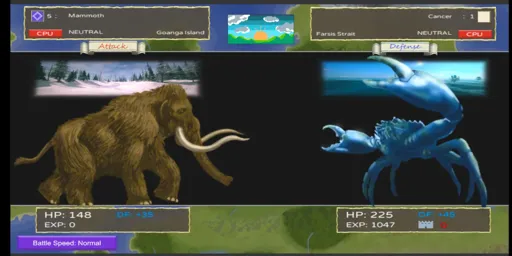 5 : Mammoth
CPU NEUTRAL Goanga Island
Cancer : 1
Farsis Strait NEUTRAL CPU
Attack
Defense
HP: 148
EXP: 0
HP: 225
EXP: 1047
Battle Speed: Normal